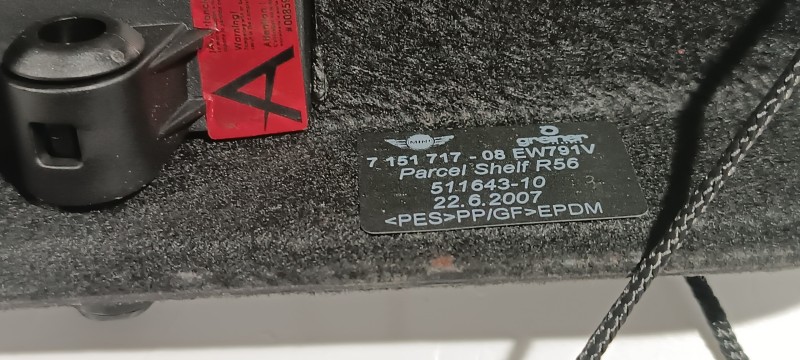 Warning!
A
MINI
greiner
7 151 717 - 08 EW791V
Parcel Shelf R56
511643-10
22.6.2007
<PES>PP/GF>EPDM